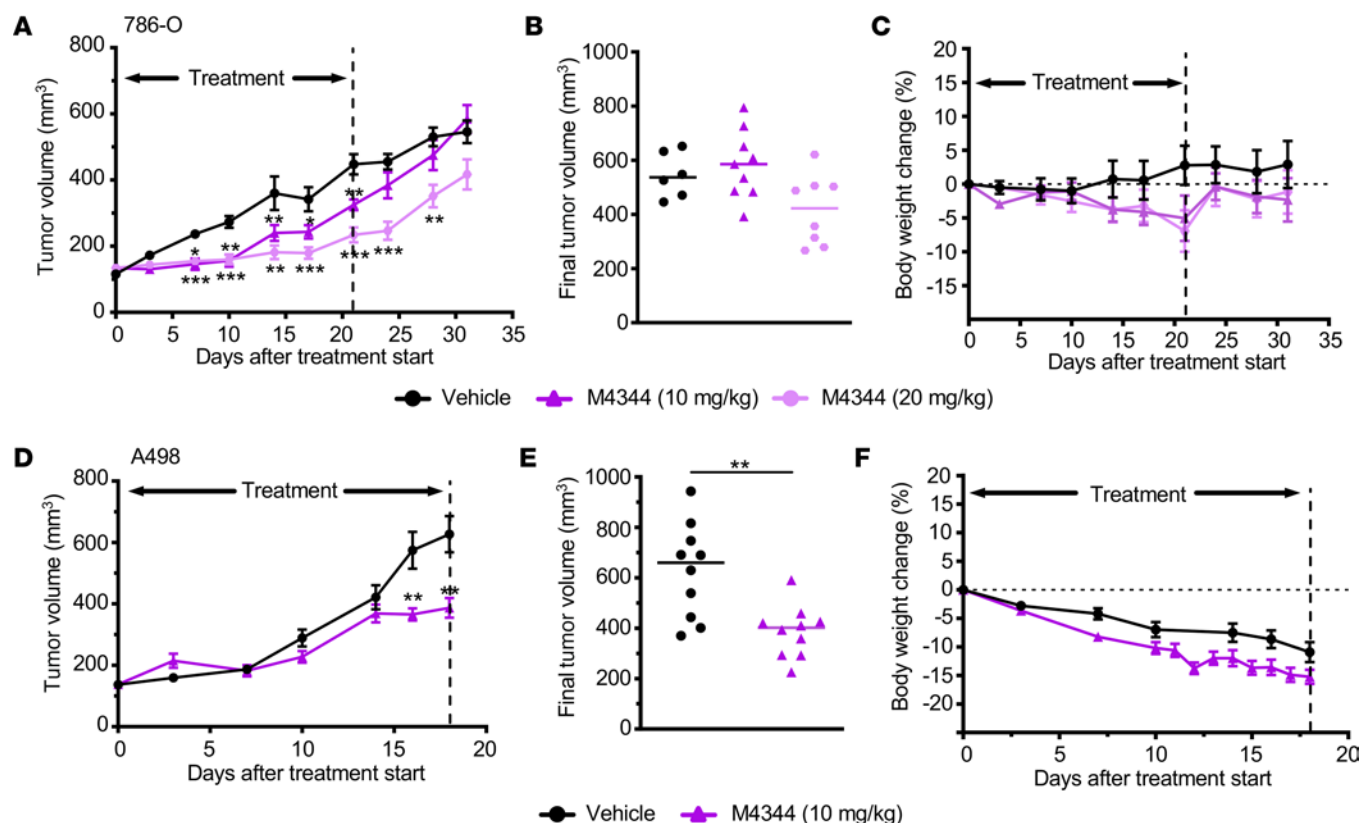 A
786-O
Tumor volume (mm³)
800
600
400
200
0
Treatment
**
*
**
*
**
***
***
**
***
***
***
**
0 5 10 15 20 25 30 35
Days after treatment start
B
Final tumor volume (mm³)
1000
800
600
400
200
0
C
Body weight change (%)
20
15
10
5
0
-5
-10
-15
Treatment
0 5 10 15 20 25 30 35
Days after treatment start
Vehicle M4344 (10 mg/kg) M4344 (20 mg/kg)
D
A498
Tumor volume (mm³)
800
600
400
200
0
Treatment
**
**
0 5 10 15 20
Days after treatment start
E
Final tumor volume (mm³)
1000
800
600
400
200
0
**
F
Body weight change (%)
20
15
10
5
0
-5
-10
-15
-20
Treatment
0 5 10 15 20
Days after treatment start
Vehicle M4344 (10 mg/kg)